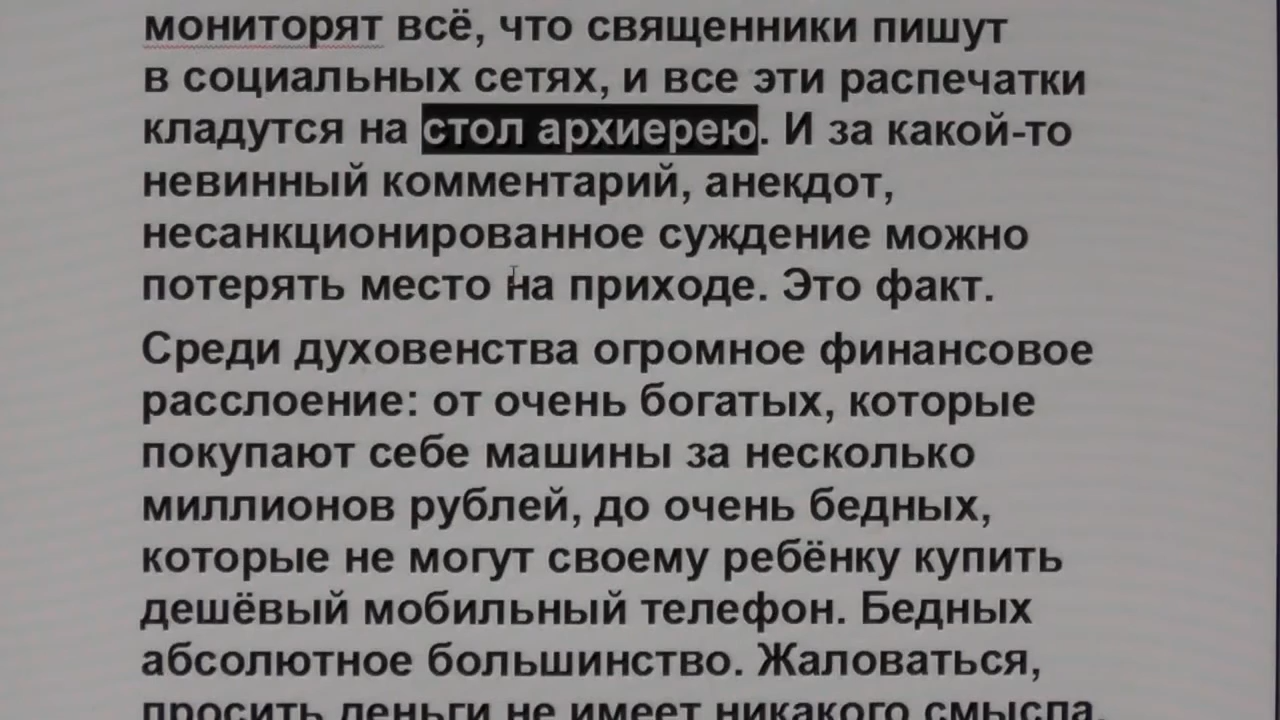 мониторят всё, что священники пишут
в социальных сетях, и все эти распечатки
кладутся на стол архиерею. И за какой-то
невинный комментарий, анекдот,
несанкционированное суждение можно
потерять место на приходе. Это факт.
Среди духовенства огромное финансовое
расслоение: от очень богатых, которые
покупают себе машины за несколько
миллионов рублей, до очень бедных,
которые не могут своему ребёнку купить
дешёвый мобильный телефон. Бедных
абсолютное большинство. Жаловаться,
просить деньги не имеет никакого смысла,